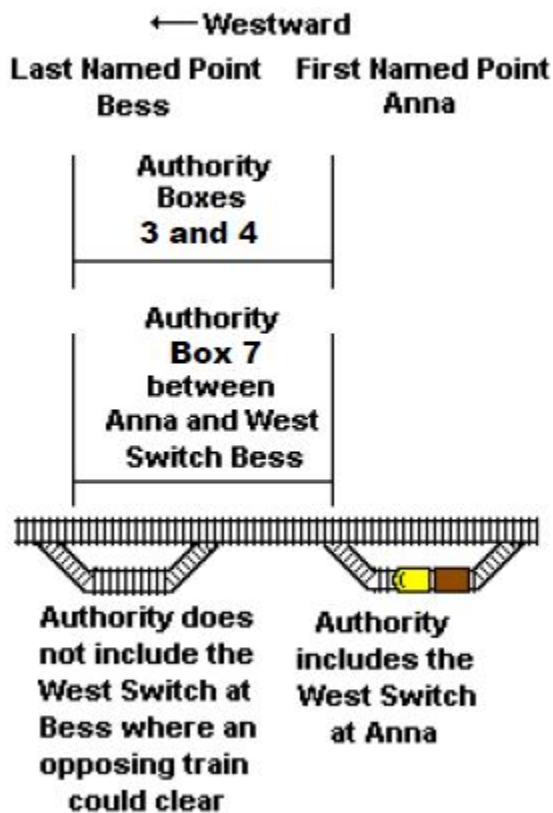 Westward
Last Named Point
Bess
First Named Point
Anna
Authority
Boxes
3 and 4
Authority
Box 7
between
Anna and West
Switch Bess
Authority does
not include the
West Switch at
Bess where an
opposing train
could clear
Authority
includes the
West Switch
at Anna